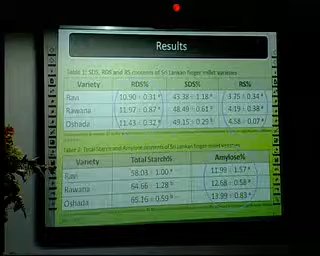 Results
Table 1: SDS, RDS and RS contents of Sri Lankan finger millet varieties
Variety RDS% SDS% RS%
Ravi 10.90 ± 0.31 a 43.38 ± 1.18 a 3.75 ± 0.34 a
Rawana 11.97 ± 0.87 a 48.49 ± 0.61 b 4.19 ± 0.38 a
Oshada 11.43 ± 0.32 a 49.15 ± 0.29 b 4.58 ± 0.07 a
Table 2: Total Starch and Amylose contents of Sri Lankan finger millet varieties
Variety Total Starch% Amylose%
Ravi 58.03 ± 1.00 a 11.99 ± 1.57 a
Rawana 64.66 ± 1.28 b 12.68 ± 0.58 a
Oshada 65.16 ± 0.59 b 13.99 ± 0.83 a